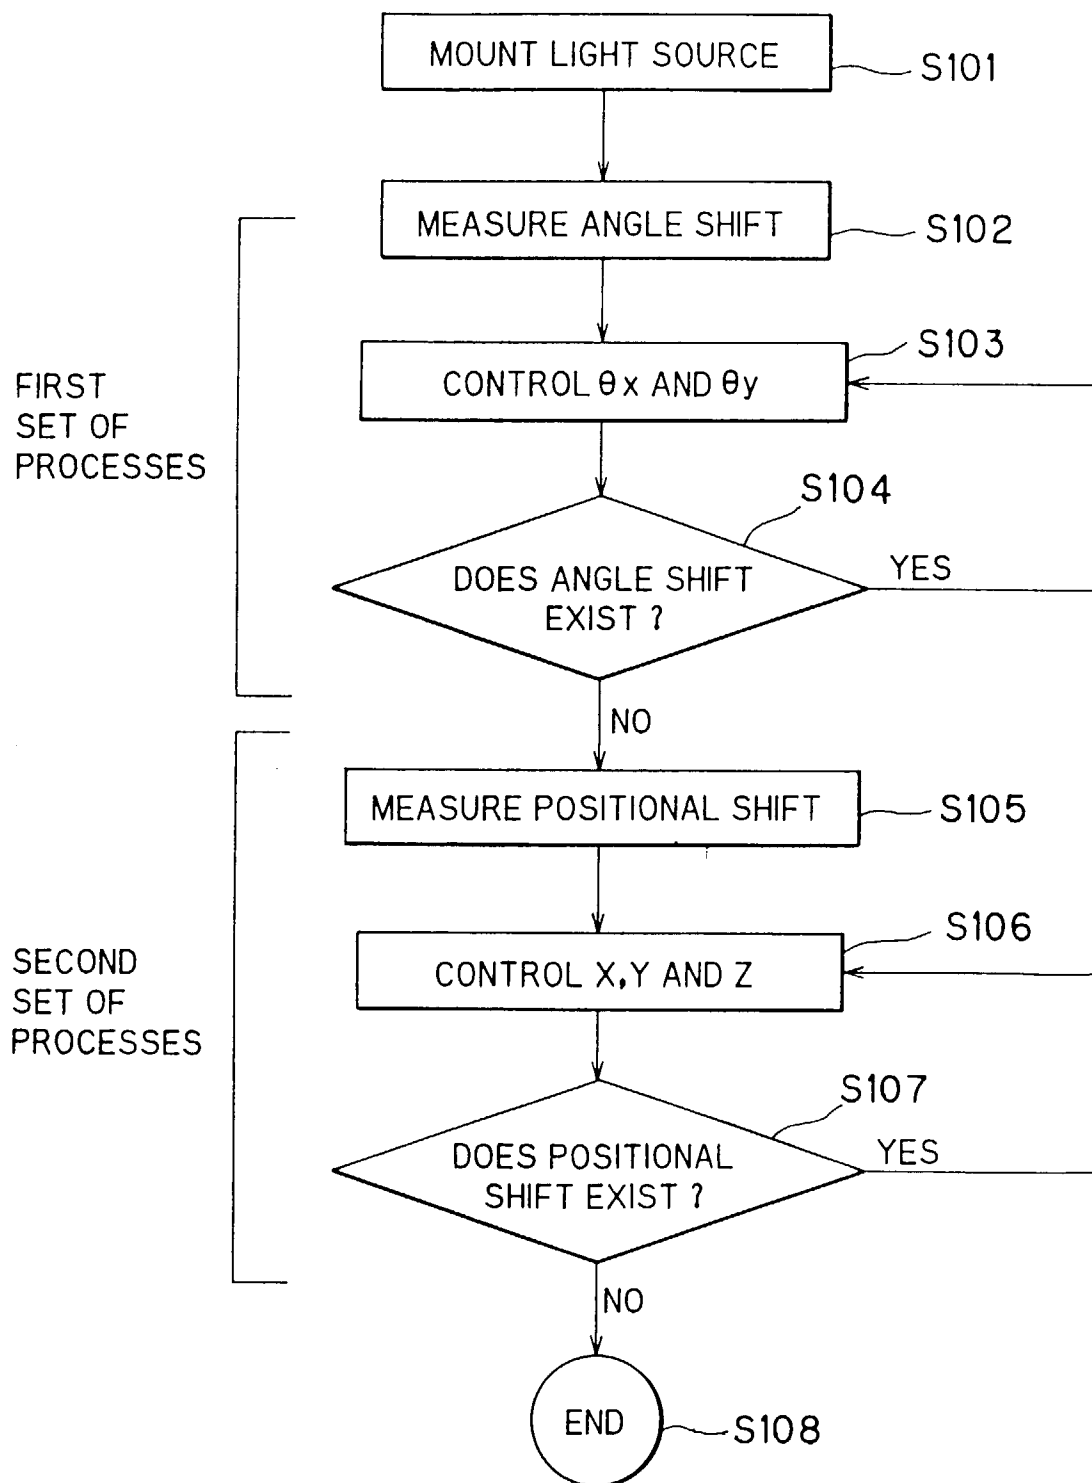 MOUNT LIGHT SOURCE
S101
MEASURE ANGLE SHIFT
S102
FIRST
SET OF
PROCESSES
CONTROL θx AND θy
S103
S104
DOES ANGLE SHIFT
EXIST ?
YES
NO
MEASURE POSITIONAL SHIFT
S105
SECOND
SET OF
PROCESSES
CONTROL X,Y AND Z
S106
S107
DOES POSITIONAL
SHIFT EXIST ?
YES
NO
END
S108